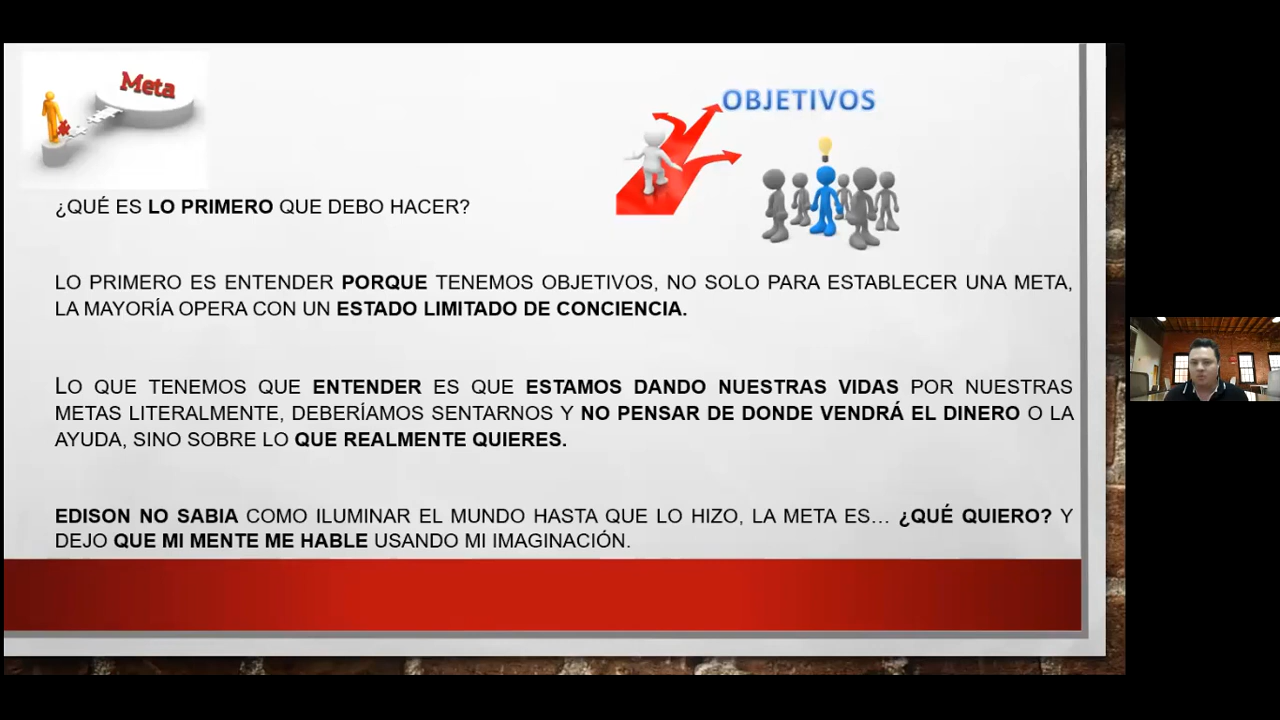 Meta
OBJETIVOS
¿QUÉ ES LO PRIMERO QUE DEBO HACER?
LO PRIMERO ES ENTENDER PORQUE TENEMOS OBJETIVOS, NO SOLO PARA ESTABLECER UNA META,
LA MAYORÍA OPERA CON UN ESTADO LIMITADO DE CONCIENCIA.
LO QUE TENEMOS QUE ENTENDER ES QUE ESTAMOS DANDO NUESTRAS VIDAS POR NUESTRAS
METAS LITERALMENTE, DEBERÍAMOS SENTARNOS Y NO PENSAR DE DONDE VENDRÁ EL DINERO O LA
AYUDA, SINO SOBRE LO QUE REALMENTE QUIERES.
EDISON NO SABIA COMO ILUMINAR EL MUNDO HASTA QUE LO HIZO, LA META ES... ¿QUÉ QUIERO? Y
DEJO QUE MI MENTE ME HABLE USANDO MI IMAGINACIÓN.